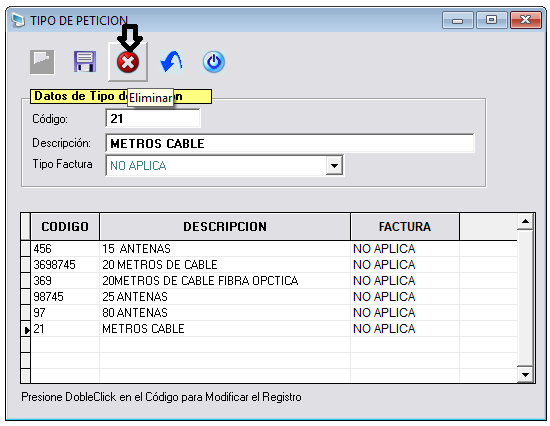 TIPO DE PETICION
Eliminar
Datos de Tipo de
Código: 21
Descripción: METROS CABLE
Tipo Factura NO APLICA
CODIGO DESCRIPCION FACTURA
456 15 ANTENAS NO APLICA
3698745 20 METROS DE CABLE NO APLICA
369 20METROS DE CABLE FIBRA OPCTICA NO APLICA
98745 25 ANTENAS NO APLICA
97 80 ANTENAS NO APLICA
21 METROS CABLE NO APLICA
Presione DobleClick en el Código para Modificar el Registro